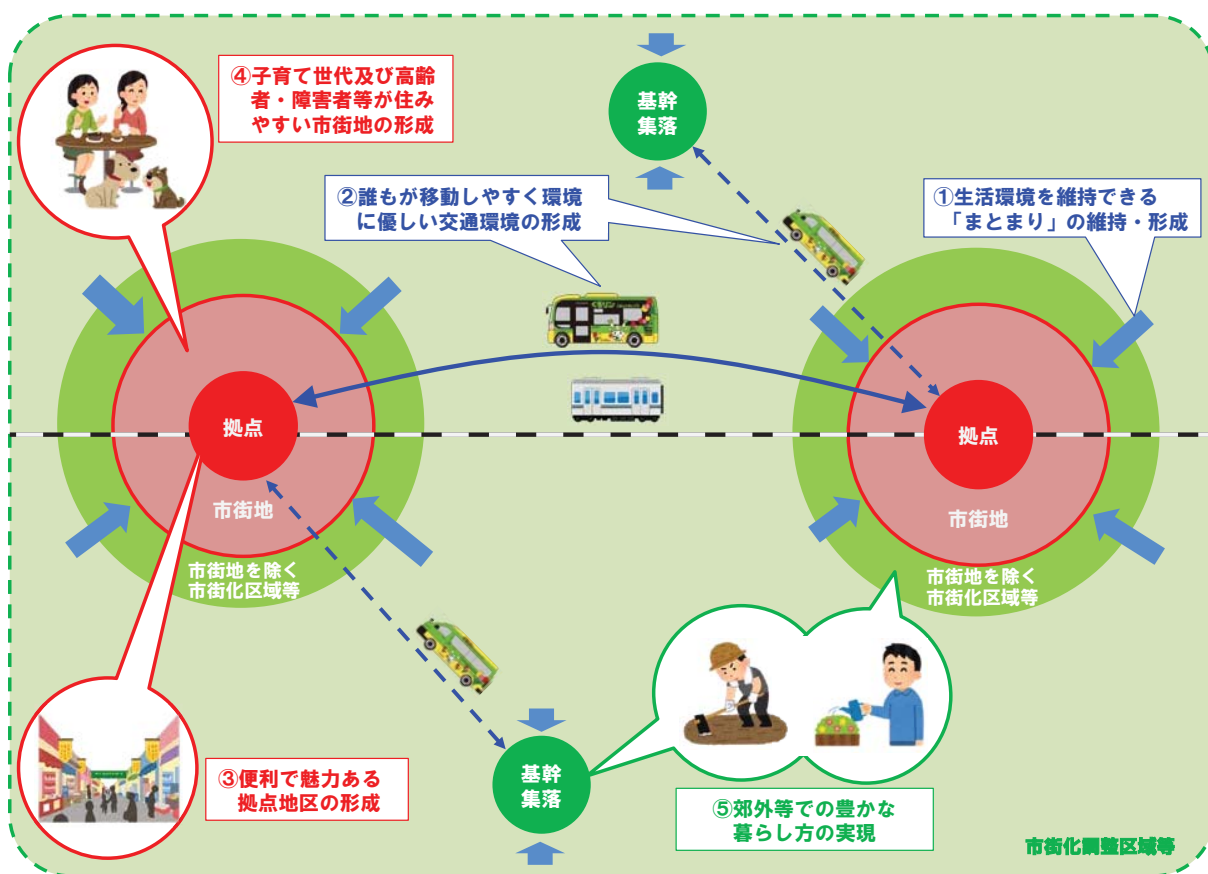 ④子育て世代及び高齢
者・障害者等が住み
やすい市街地の形成
基幹
集落
②誰もが移動しやすく環境
に優しい交通環境の形成
①生活環境を維持できる
「まとまり」の維持・形成
拠点
市街地
市街地を除く
市街化区域等
拠点
市街地
市街地を除く
市街化区域等
③便利で魅力ある
拠点地区の形成
基幹
集落
⑤郊外等での豊かな
暮らし方の実現
市街化調整区域等